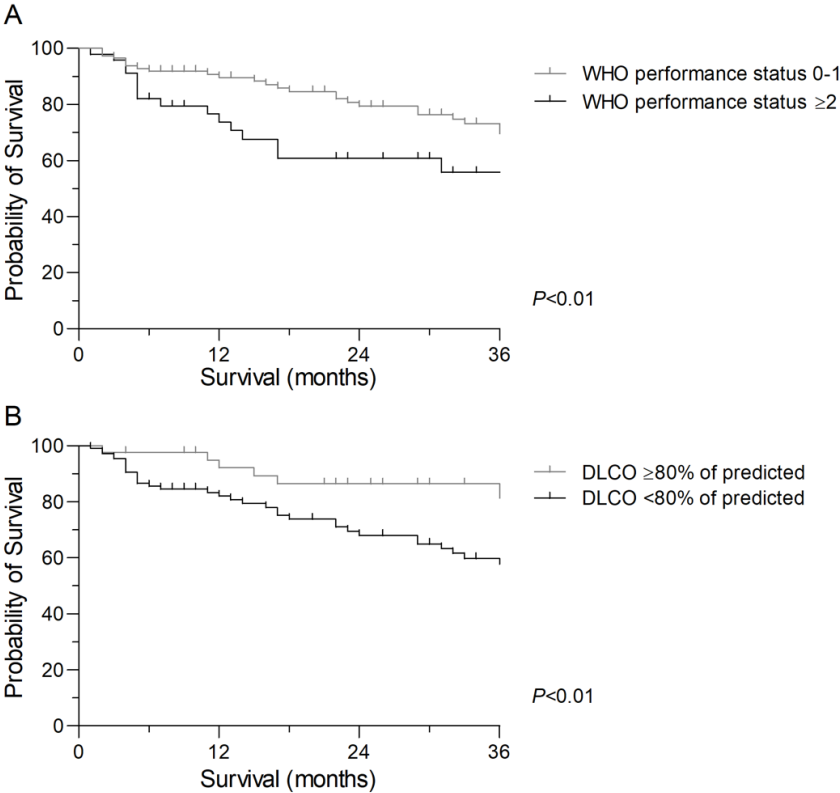 A
100
80
60
40
20
0
Probability of Survival
0 12 24 36
Survival (months)
WHO performance status 0-1
WHO performance status ≥2
P<0.01
B
100
80
60
40
20
0
Probability of Survival
0 12 24 36
Survival (months)
DLCO ≥80% of predicted
DLCO <80% of predicted
P<0.01